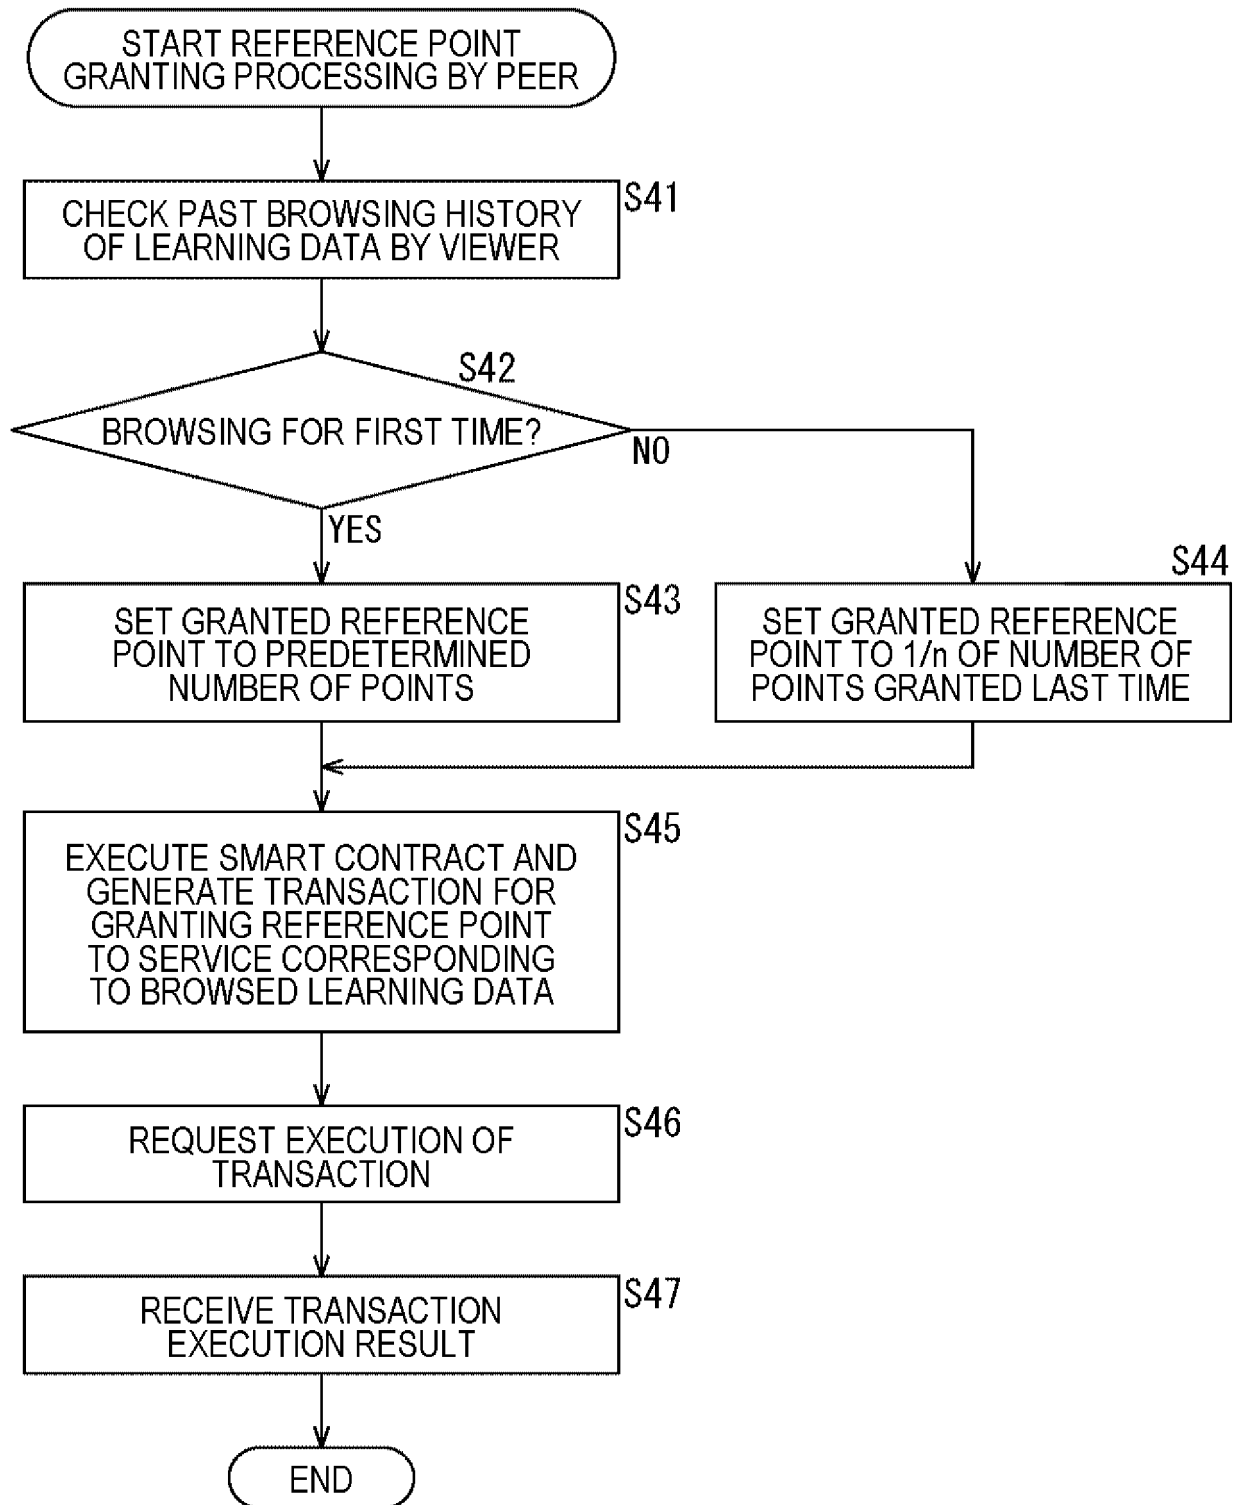 START REFERENCE POINT
GRANTING PROCESSING BY PEER
S41
CHECK PAST BROWSING HISTORY
OF LEARNING DATA BY VIEWER
S42
BROWSING FOR FIRST TIME?
NO
YES
S43
SET GRANTED REFERENCE
POINT TO PREDETERMINED
NUMBER OF POINTS
S44
SET GRANTED REFERENCE
POINT TO 1/n OF NUMBER OF
POINTS GRANTED LAST TIME
S45
EXECUTE SMART CONTRACT AND
GENERATE TRANSACTION FOR
GRANTING REFERENCE POINT
TO SERVICE CORRESPONDING
TO BROWSED LEARNING DATA
S46
REQUEST EXECUTION OF
TRANSACTION
S47
RECEIVE TRANSACTION
EXECUTION RESULT
END